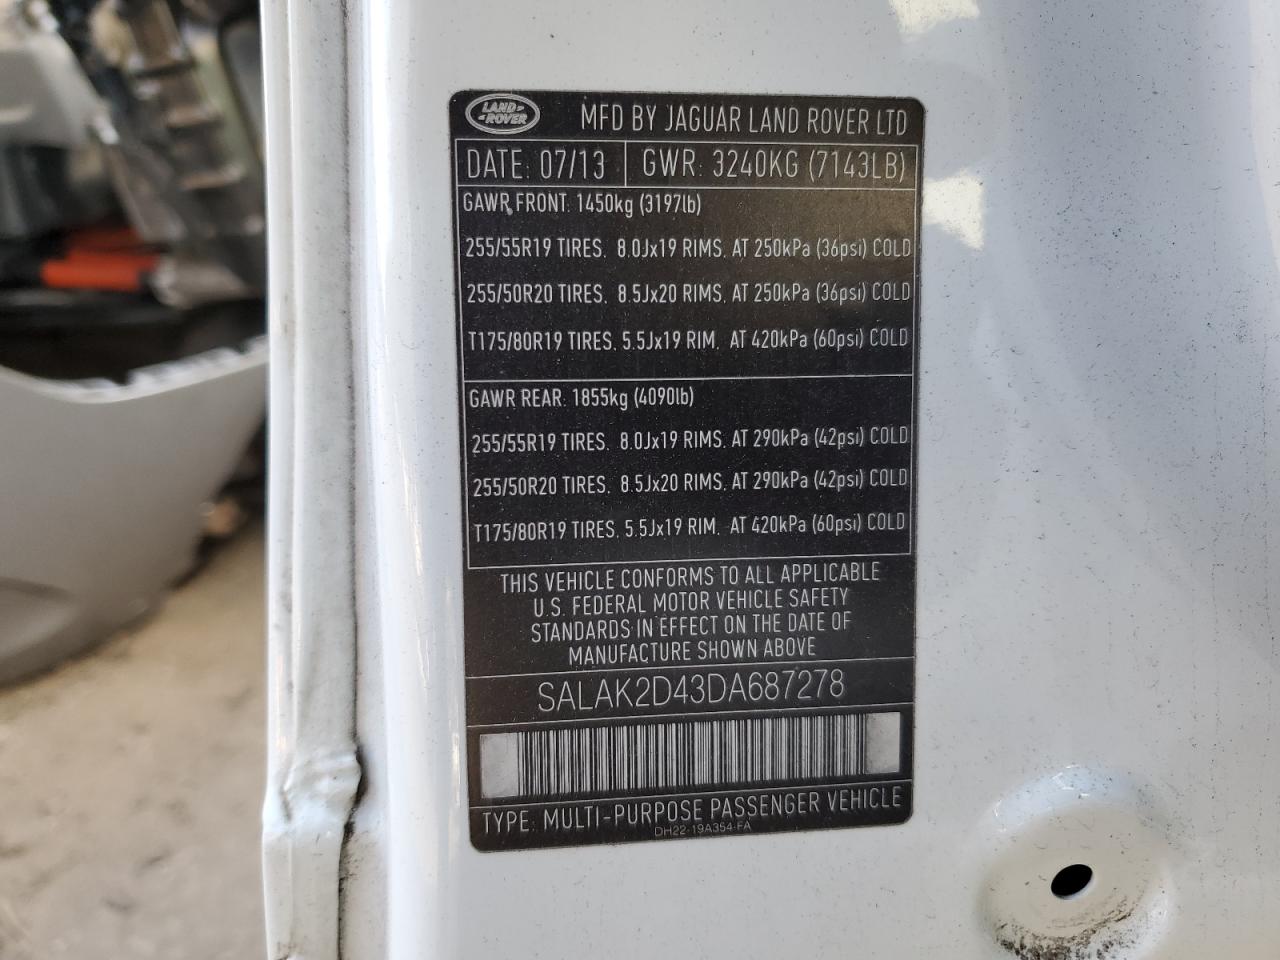 LAND
ROVER
MFD BY JAGUAR LAND ROVER LTD
DATE: 07/13 GWR: 3240KG (7143LB)
GAWR FRONT: 1450kg (3197lb)
255/55R19 TIRES, 8.0Jx19 RIMS, AT 250kPa (36psi) COLD
255/50R20 TIRES, 8.5Jx20 RIMS, AT 250kPa (36psi) COLD
T175/80R19 TIRES, 5.5Jx19 RIM, AT 420kPa (60psi) COLD
GAWR REAR: 1855kg (4090lb)
255/55R19 TIRES, 8.0Jx19 RIMS, AT 290kPa (42psi) COLD
255/50R20 TIRES, 8.5Jx20 RIMS, AT 290kPa (42psi) COLD
T175/80R19 TIRES, 5.5Jx19 RIM, AT 420kPa (60psi) COLD
THIS VEHICLE CONFORMS TO ALL APPLICABLE
U.S. FEDERAL MOTOR VEHICLE SAFETY
STANDARDS IN EFFECT ON THE DATE OF
MANUFACTURE SHOWN ABOVE
SALAK2D43DA687278
TYPE: MULTI-PURPOSE PASSENGER VEHICLE
DH22-19A354-FA